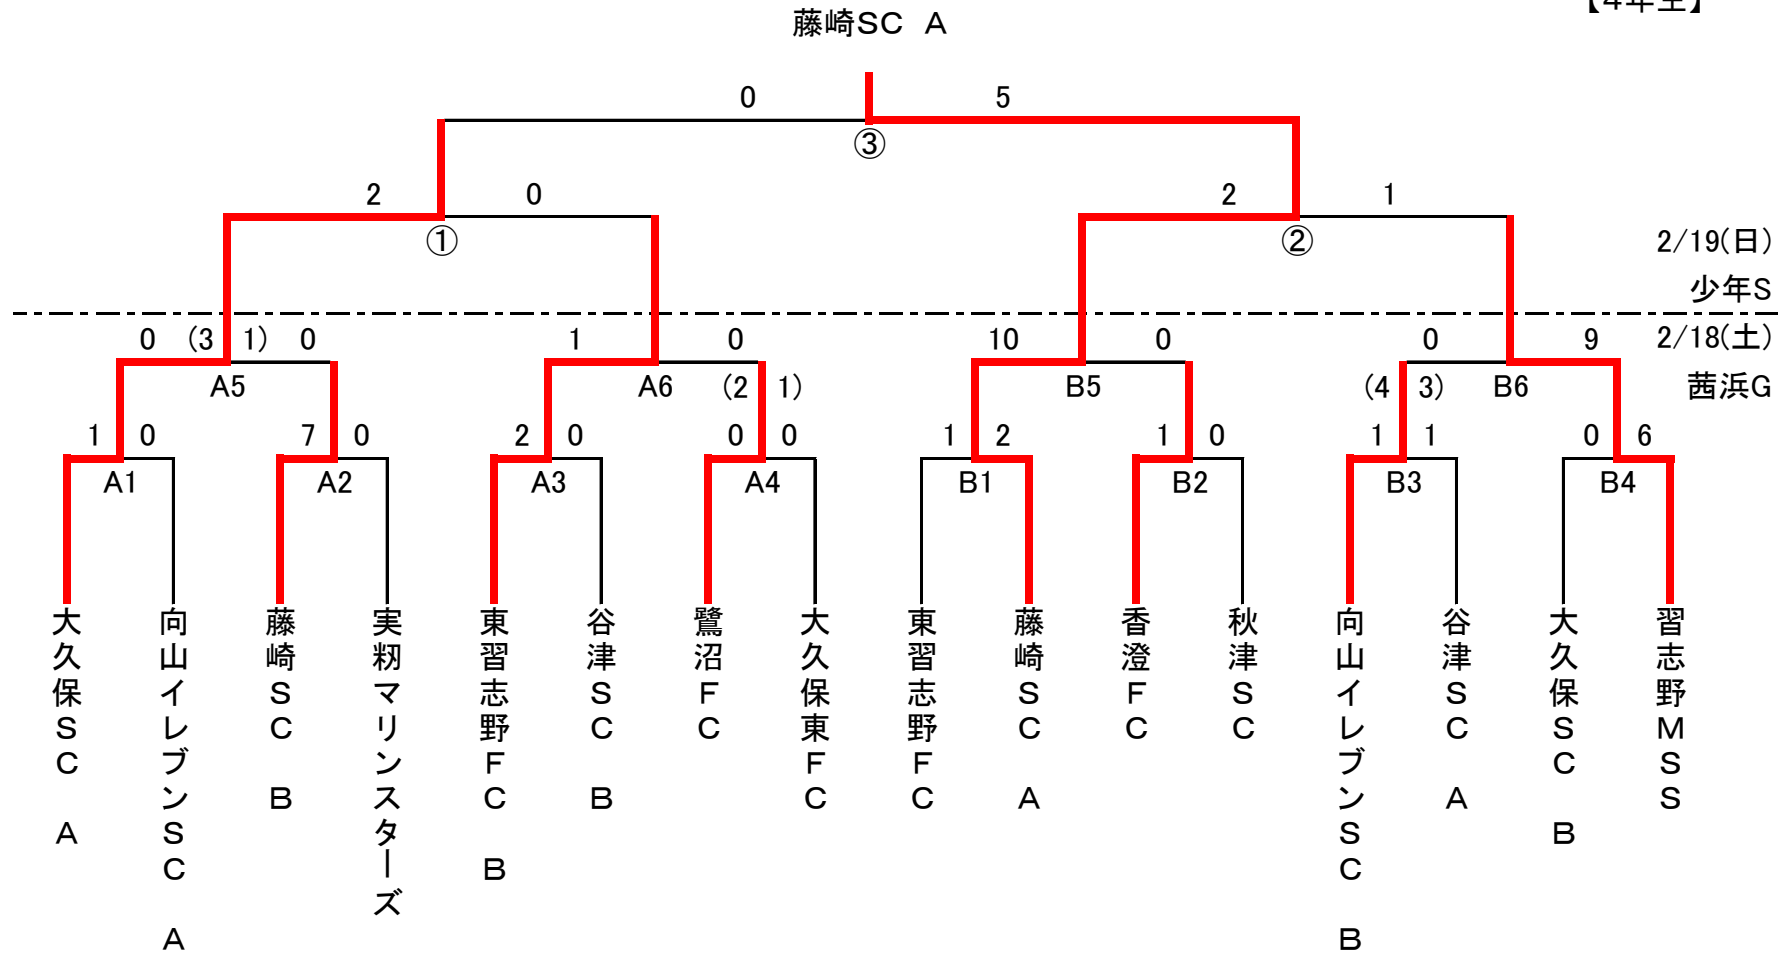 【4年生】
藤崎SC A
0 5
③
2 0 2 1
① ②
2/19(日)
少年S
0 (3 1) 0 1 0 10 0 0 9 2/18(土)
A5 A6 (2 1) B5 (4 3) B6 茜浜G
1 0 7 0 2 0 0 0 1 2 1 0 1 1 0 6
A1 A2 A3 A4 B1 B2 B3 B4
大久保SC A
向山イレブンSC A
藤崎SC B
実籾マリンスターズ
東習志野FC B
谷津SC B
鷺沼FC
大久保東FC
東習志野FC
藤崎SC A
香澄FC
秋津SC
向山イレブンSC B
谷津SC A
大久保SC B
習志野MSS